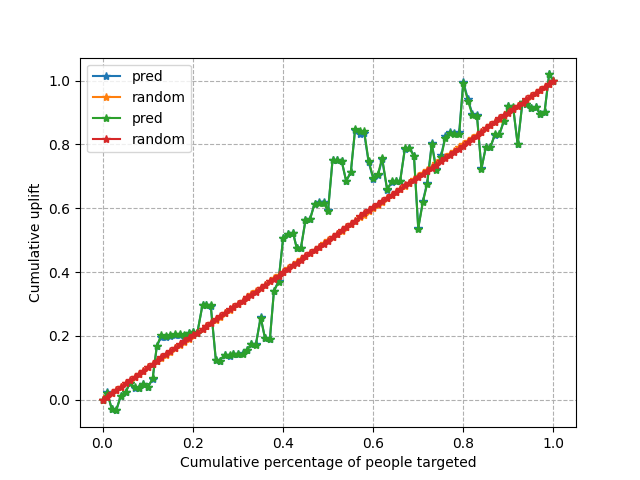 pred
random
pred
random
Cumulative uplift
1.0
0.8
0.6
0.4
0.2
0.0
0.0 0.2 0.4 0.6 0.8 1.0
Cumulative percentage of people targeted